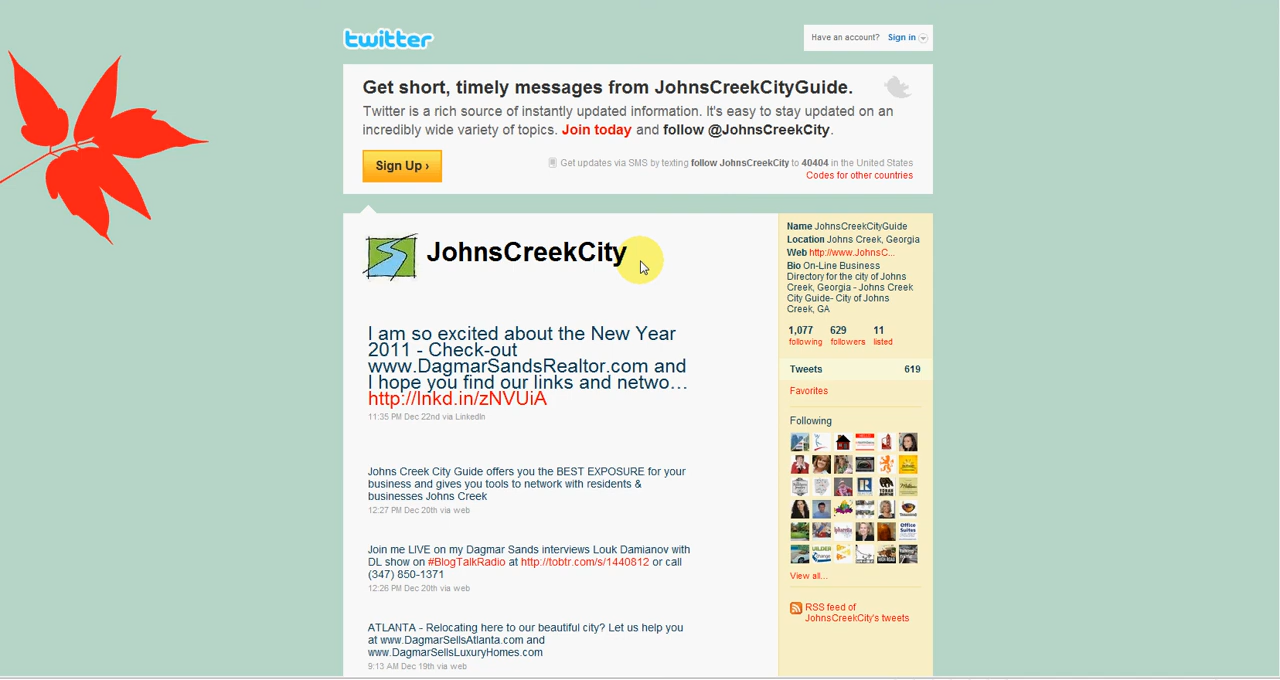 twitter
Have an account? Sign in
Get short, timely messages from JohnsCreekCityGuide.
Twitter is a rich source of instantly updated information. It's easy to stay updated on an
incredibly wide variety of topics. Join today and follow @JohnsCreekCity.
Sign Up ›
Get updates via SMS by texting follow JohnsCreekCity to 40404 in the United States
Codes for other countries
JohnsCreekCity
I am so excited about the New Year
2011 - Check-out
www.DagmarSandsRealtor.com and
I hope you find our links and netwo…
http://lnkd.in/zNVUiA
11:35 PM Dec 22nd via LinkedIn
Johns Creek City Guide offers you the BEST EXPOSURE for your
business and gives you tools to network with residents &
businesses Johns Creek
12:27 PM Dec 20th via web
Join me LIVE on my Dagmar Sands interviews Louk Damianov with
DL show on #BlogTalkRadio at http://tobtr.com/s/1440812 or call
(347) 850-1371
12:26 PM Dec 20th via web
ATLANTA - Relocating here to our beautiful city? Let us help you
at www.DagmarSellsAtlanta.com and
www.DagmarSellsLuxuryHomes.com
9:13 AM Dec 19th via web
Name JohnsCreekCityGuide
Location Johns Creek, Georgia
Web http://www.JohnsC...
Bio On-Line Business
Directory for the city of Johns
Creek, Georgia - Johns Creek
City Guide- City of Johns
Creek, GA
1,077 629 11
following followers listed
Tweets 619
Favorites
Following
View all...
RSS feed of
JohnsCreekCity's tweets